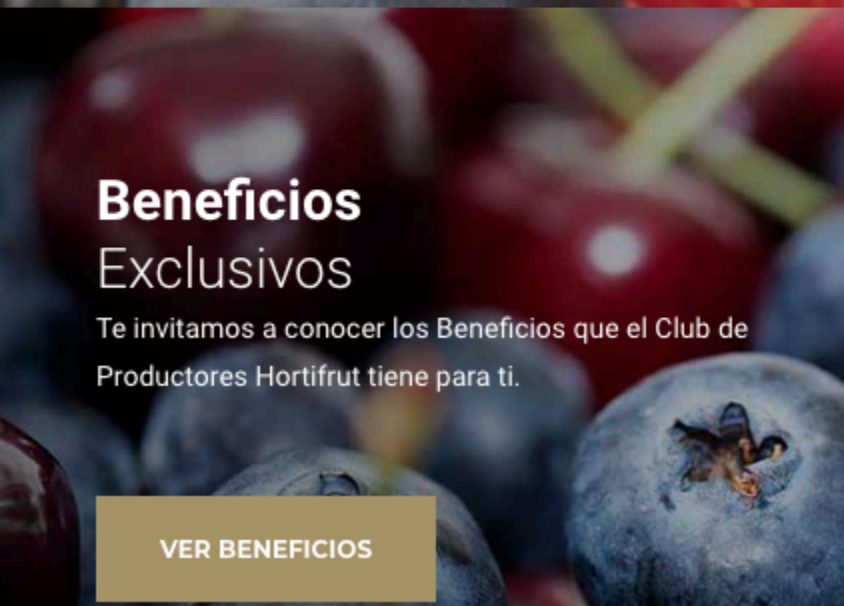 Beneficios
Exclusivos
Te invitamos a conocer los Beneficios que el Club de
Productores Hortifrut tiene para ti.
VER BENEFICIOS